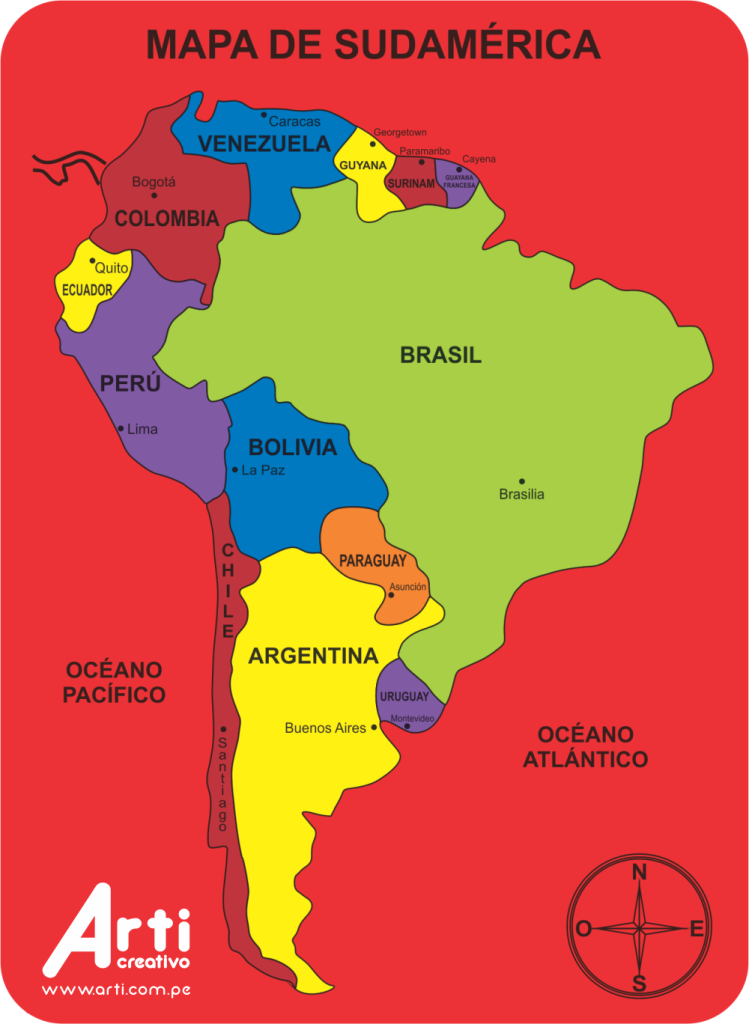 MAPA DE SUDAMÉRICA
Caracas
VENEZUELA
Georgetown
GUYANA
Paramaribo
SURINAM
Cayena
GUAYANA
FRANCESA
Bogotá
COLOMBIA
Quito
ECUADOR
BRASIL
PERÚ
Lima
BOLIVIA
La Paz
Brasilia
CHILE
PARAGUAY
Asunción
ARGENTINA
OCÉANO
PACÍFICO
URUGUAY
Montevideo
Buenos Aires
Santiago
OCÉANO
ATLÁNTICO
N
O
E
S
Arti
creativo
www.arti.com.pe